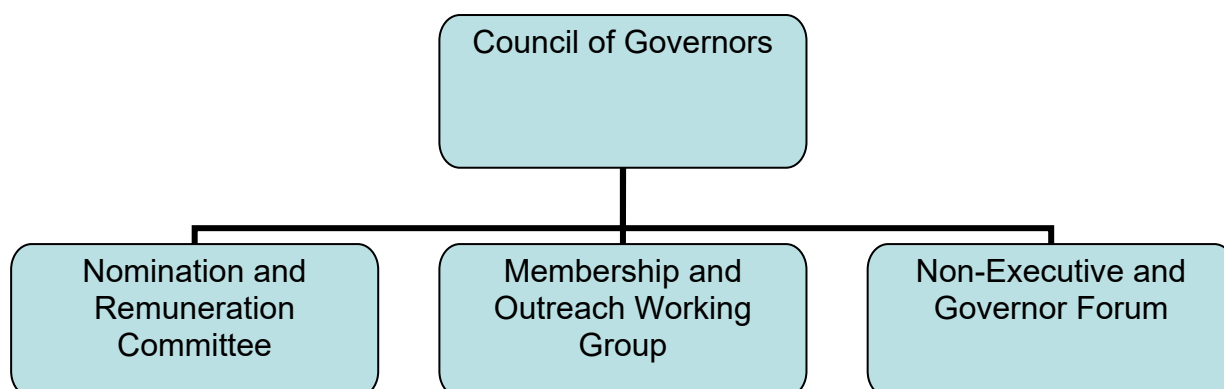 Council of Governors
Nomination and
Remuneration
Committee
Membership and
Outreach Working
Group
Non-Executive and
Governor Forum